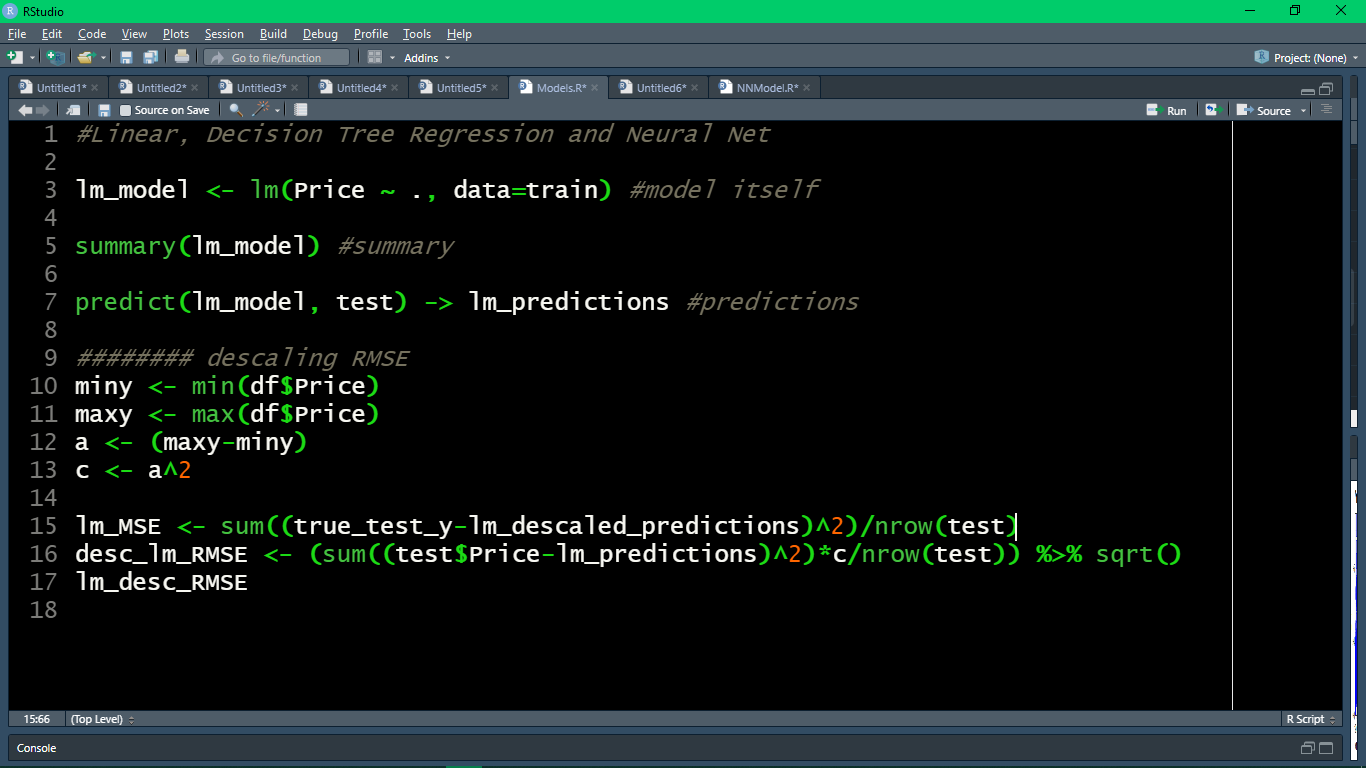 RStudio
File Edit Code View Plots Session Build Debug Profile Tools Help
Go to file/function Addins Project: (None)
Untitled1* Untitled2* Untitled3* Untitled4* Untitled5* Models.R* Untitled6* NNModel.R*
Source on Save Run Source
1 #Linear, Decision Tree Regression and Neural Net
2
3 lm_model <- lm(Price ~ ., data=train) #model itself
4
5 summary(lm_model) #summary
6
7 predict(lm_model, test) -> lm_predictions #predictions
8
9 ######## descaling RMSE
10 miny <- min(df$Price)
11 maxy <- max(df$Price)
12 a <- (maxy-miny)
13 c <- a^2
14
15 lm_MSE <- sum((true_test_y-lm_descaled_predictions)^2)/nrow(test)
16 desc_lm_RMSE <- (sum((test$Price-lm_predictions)^2)*c/nrow(test)) %>% sqrt()
17 lm_desc_RMSE
18
15:66 (Top Level) R Script
Console